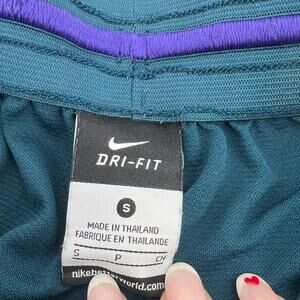 DRI-FIT
S
MADE IN THAILAND
FABRIQUE EN THAILANDE
S P CH
nikebetterworld.com